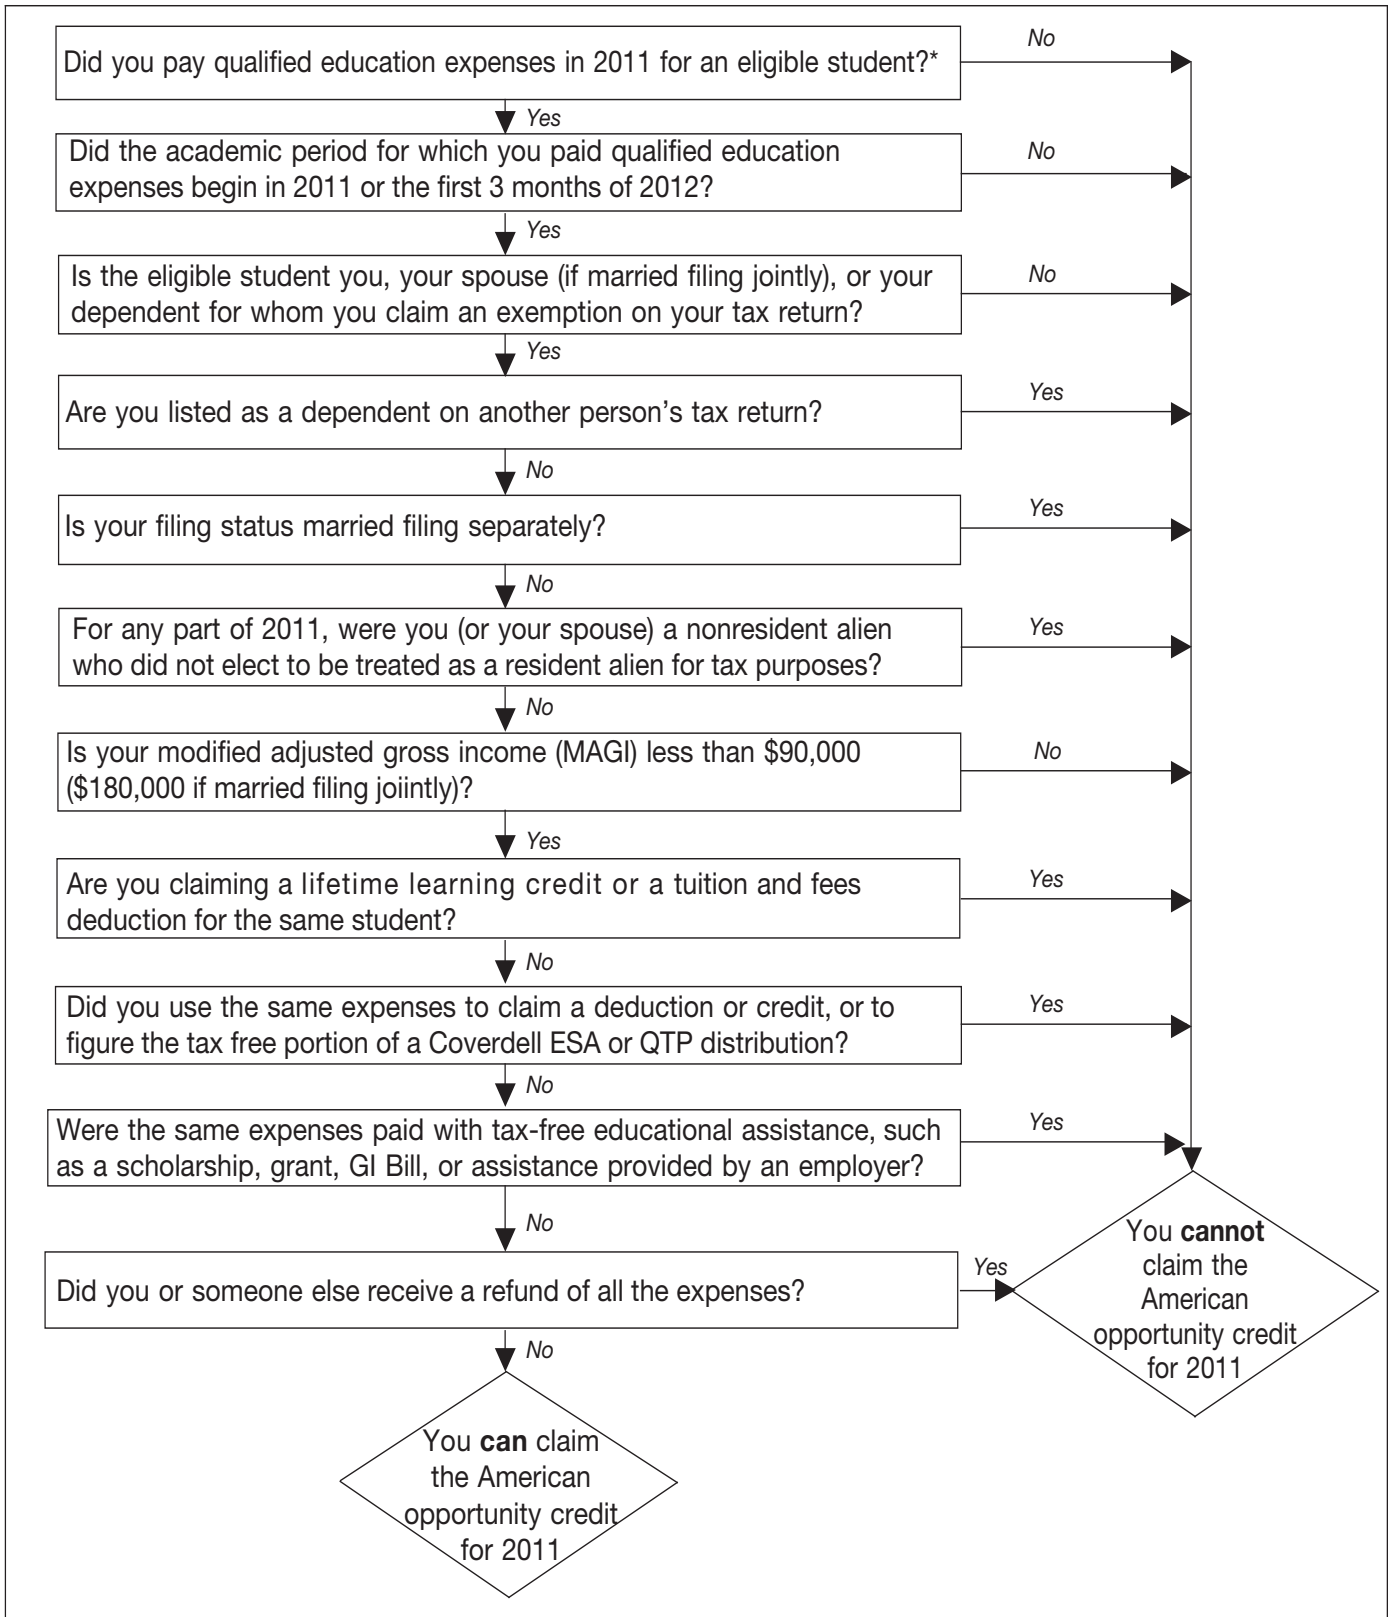 Did you pay qualified education expenses in 2011 for an eligible student?*
No
Yes
Did the academic period for which you paid qualified education
expenses begin in 2011 or the first 3 months of 2012?
No
Yes
Is the eligible student you, your spouse (if married filing jointly), or your
dependent for whom you claim an exemption on your tax return?
No
Yes
Are you listed as a dependent on another person's tax return?
Yes
No
Is your filing status married filing separately?
Yes
No
For any part of 2011, were you (or your spouse) a nonresident alien
who did not elect to be treated as a resident alien for tax purposes?
Yes
No
Is your modified adjusted gross income (MAGI) less than $90,000
($180,000 if married filing joiintly)?
No
Yes
Are you claiming a lifetime learning credit or a tuition and fees
deduction for the same student?
Yes
No
Did you use the same expenses to claim a deduction or credit, or to
figure the tax free portion of a Coverdell ESA or QTP distribution?
Yes
No
Were the same expenses paid with tax-free educational assistance, such
as a scholarship, grant, GI Bill, or assistance provided by an employer?
Yes
No
Did you or someone else receive a refund of all the expenses?
Yes
You cannot
claim the
American
opportunity credit
for 2011
No
You can claim
the American
opportunity credit
for 2011